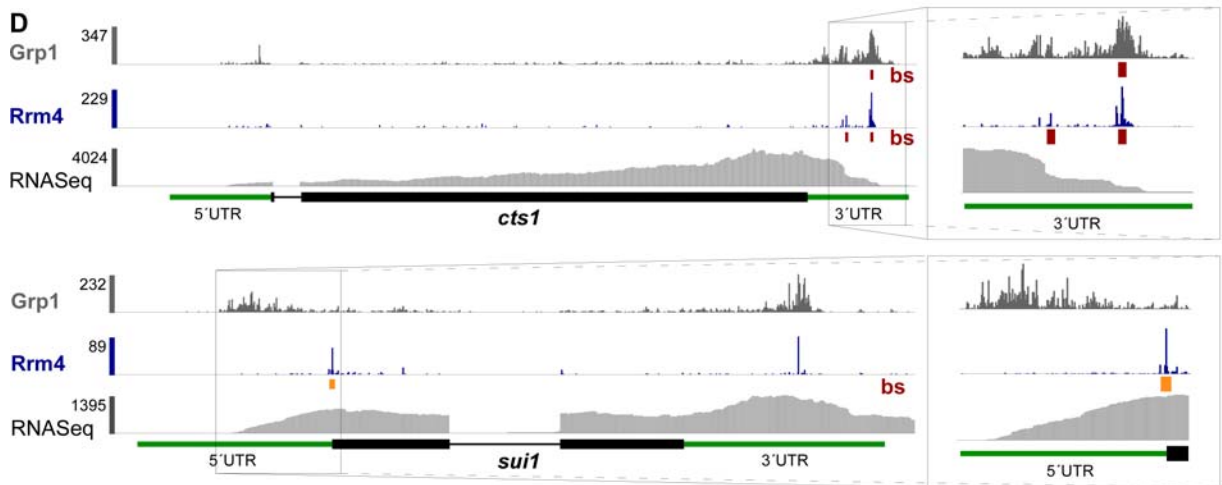 D
347
Grp1
bs
229
Rrm4
bs
4024
RNASeq
5´UTR
cts1
3´UTR
3´UTR
232
Grp1
89
Rrm4
bs
1395
RNASeq
5´UTR
sui1
3´UTR
5´UTR